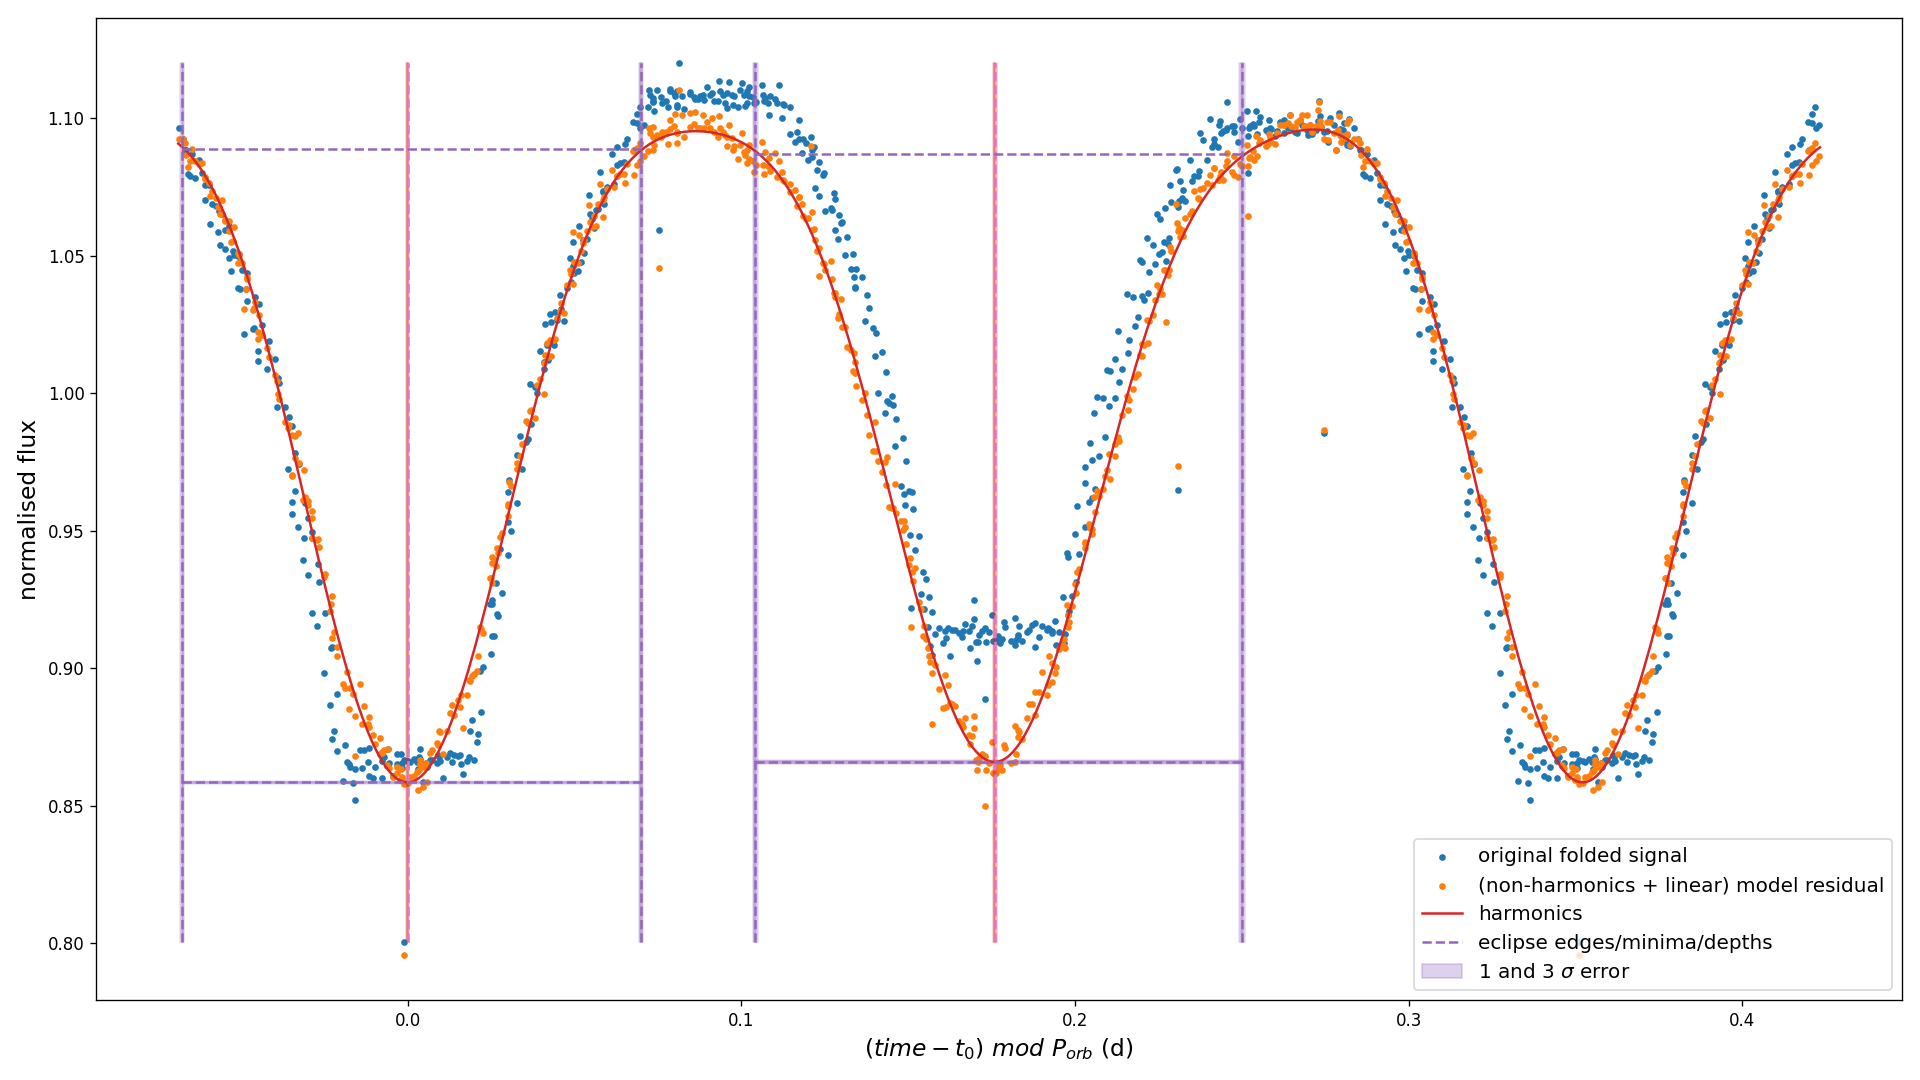 normalised flux
1.10
1.05
1.00
0.95
0.90
0.85
0.80
0.0
0.1
0.2
0.3
0.4
(time − t₀) mod P_orb (d)
original folded signal
(non-harmonics + linear) model residual
harmonics
eclipse edges/minima/depths
1 and 3 σ error